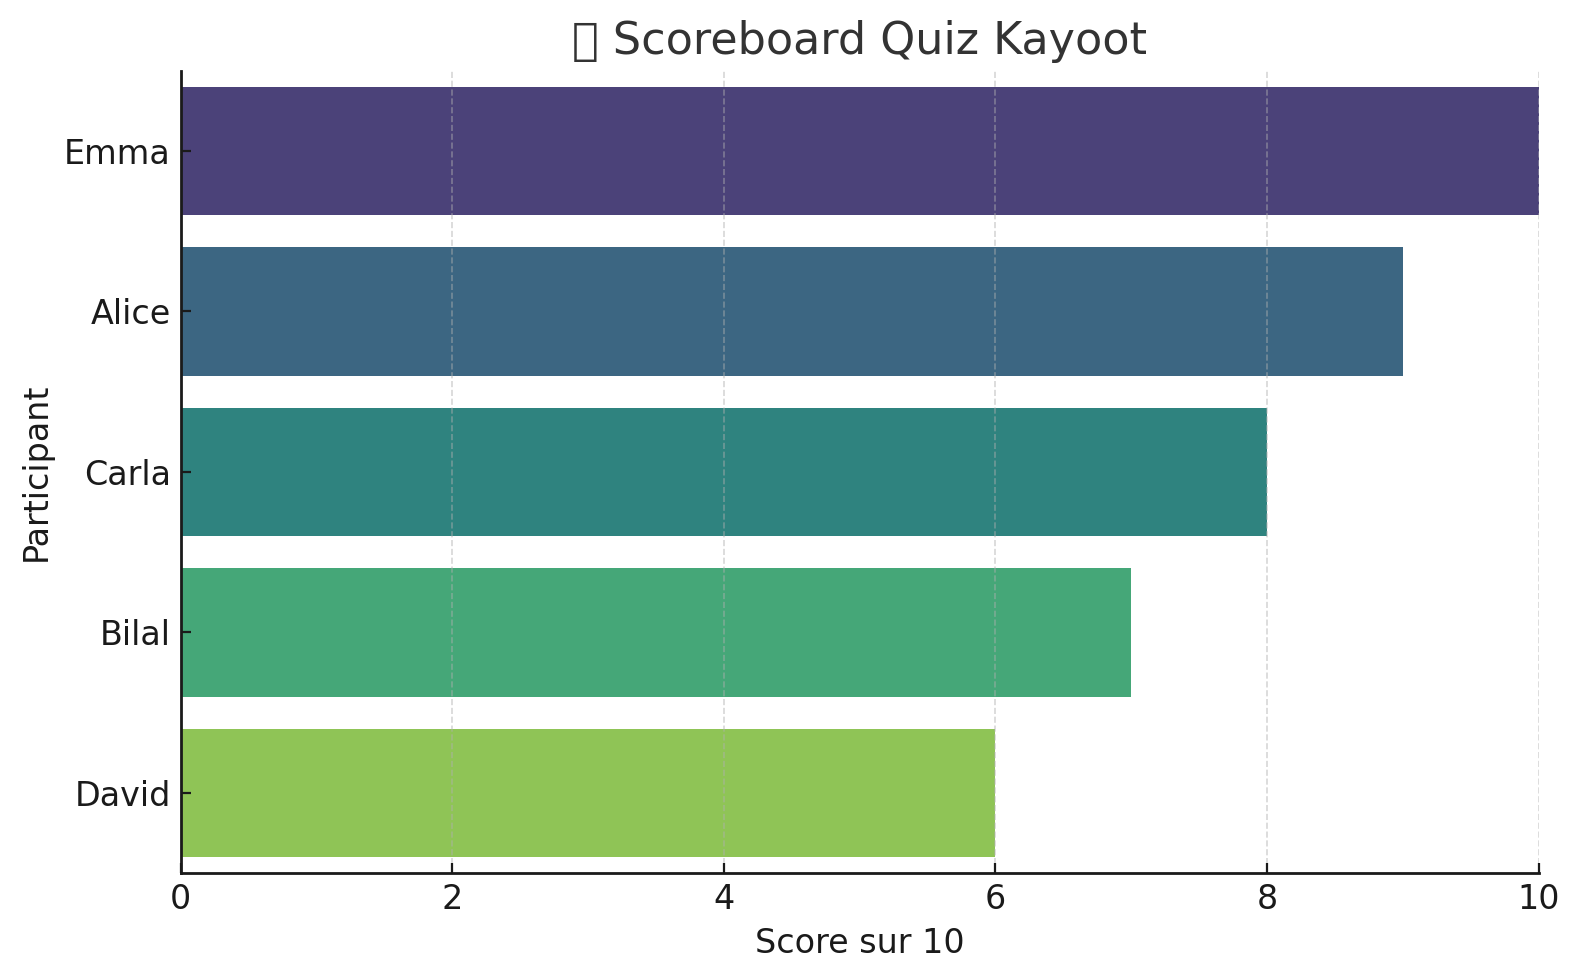 Scoreboard Quiz Kayoot
Emma
Alice
Carla
Bilal
David
Participant
0 2 4 6 8 10
Score sur 10